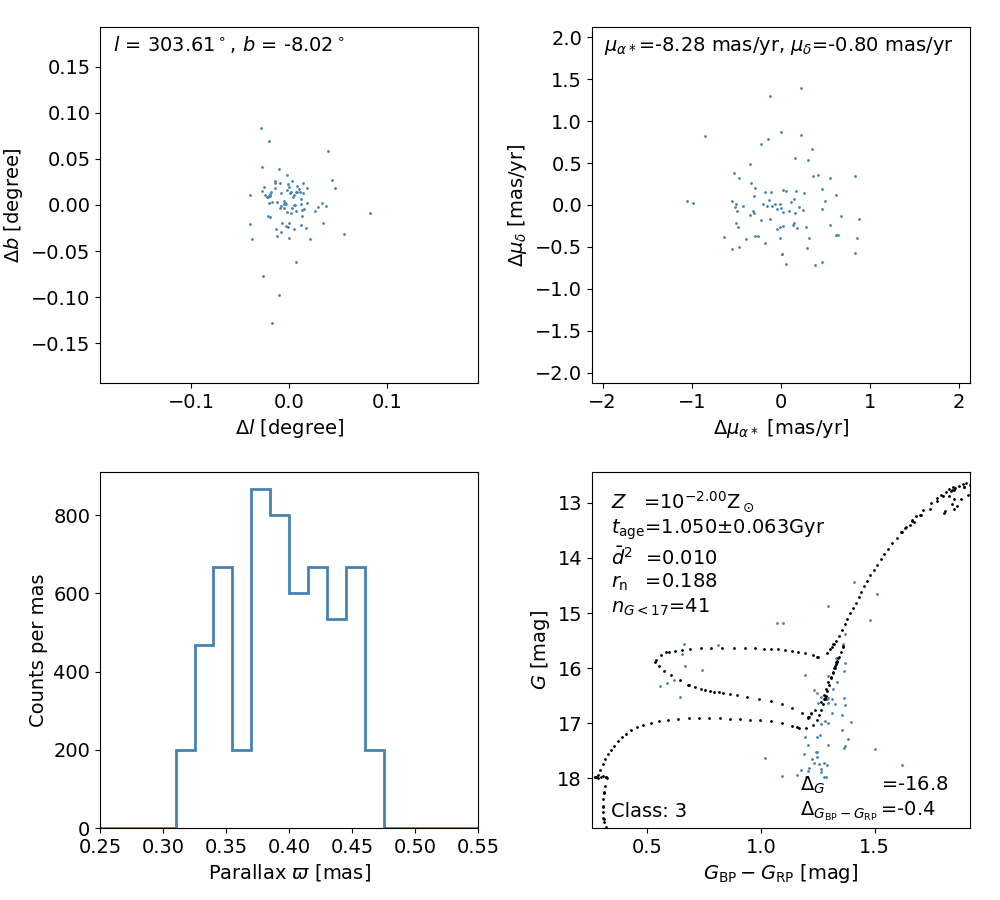 l = 303.61°, b = -8.02°
0.15
0.10
0.05
0.00
−0.05
−0.10
−0.15
Δb [degree]
−0.1 0.0 0.1
Δl [degree]
μα*=-8.28 mas/yr, μδ=-0.80 mas/yr
2.0
1.5
1.0
0.5
0.0
−0.5
−1.0
−1.5
−2.0
Δμδ [mas/yr]
−2 −1 0 1 2
Δμα* [mas/yr]
800
600
400
200
0
Counts per mas
0.25 0.30 0.35 0.40 0.45 0.50 0.55
Parallax ϖ [mas]
Z =10^−2.00Z⊙
t_age=1.050±0.063Gyr
d̄² =0.010
r_n =0.188
n_G<17=41
13
14
15
16
17
18
G [mag]
Δ_G =-16.8
Δ_G_BP−G_RP=-0.4
Class: 3
0.5 1.0 1.5
G_BP − G_RP [mag]